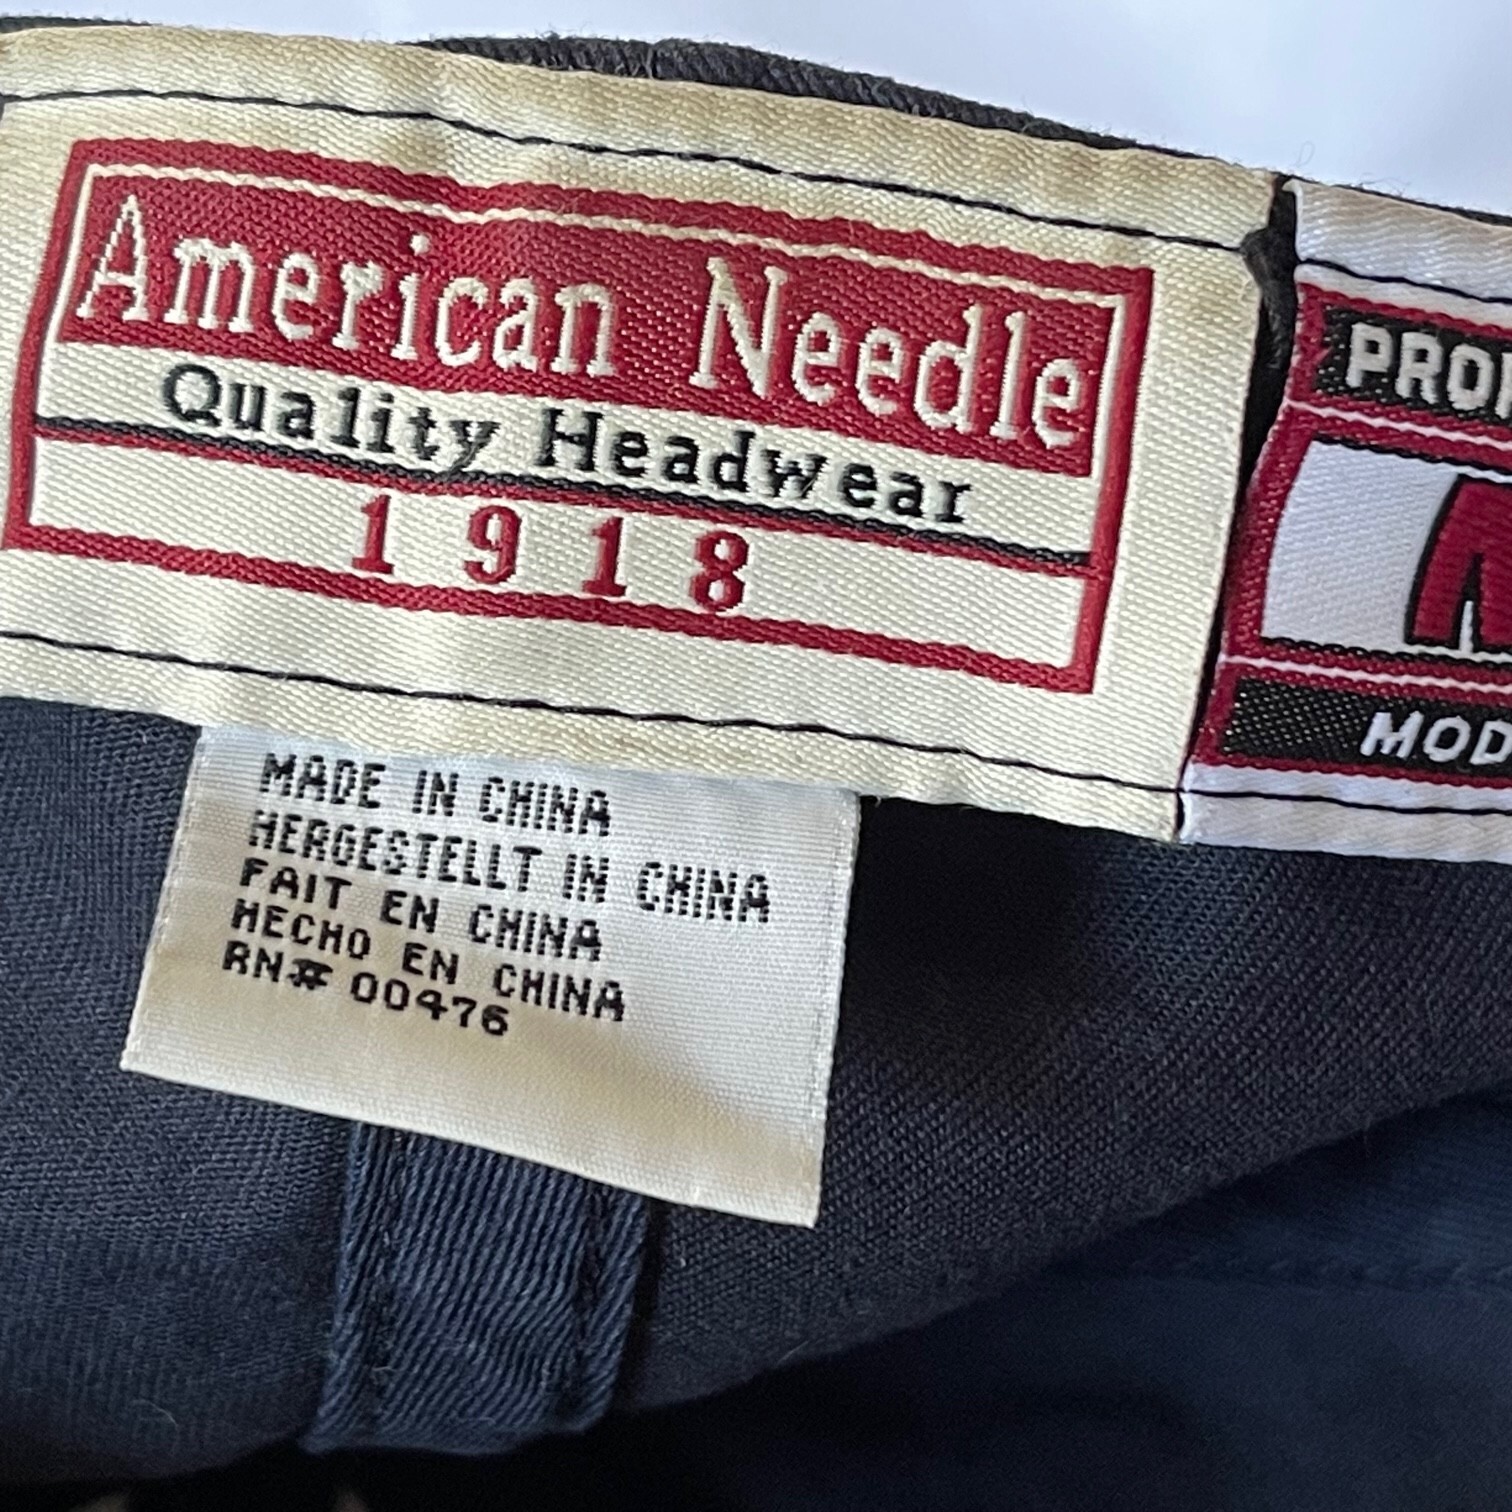 American Needle
Quality Headwear
1918
MADE IN CHINA
HERGESTELLT IN CHINA
FAIT EN CHINA
HECHO EN CHINA
RN# 00476